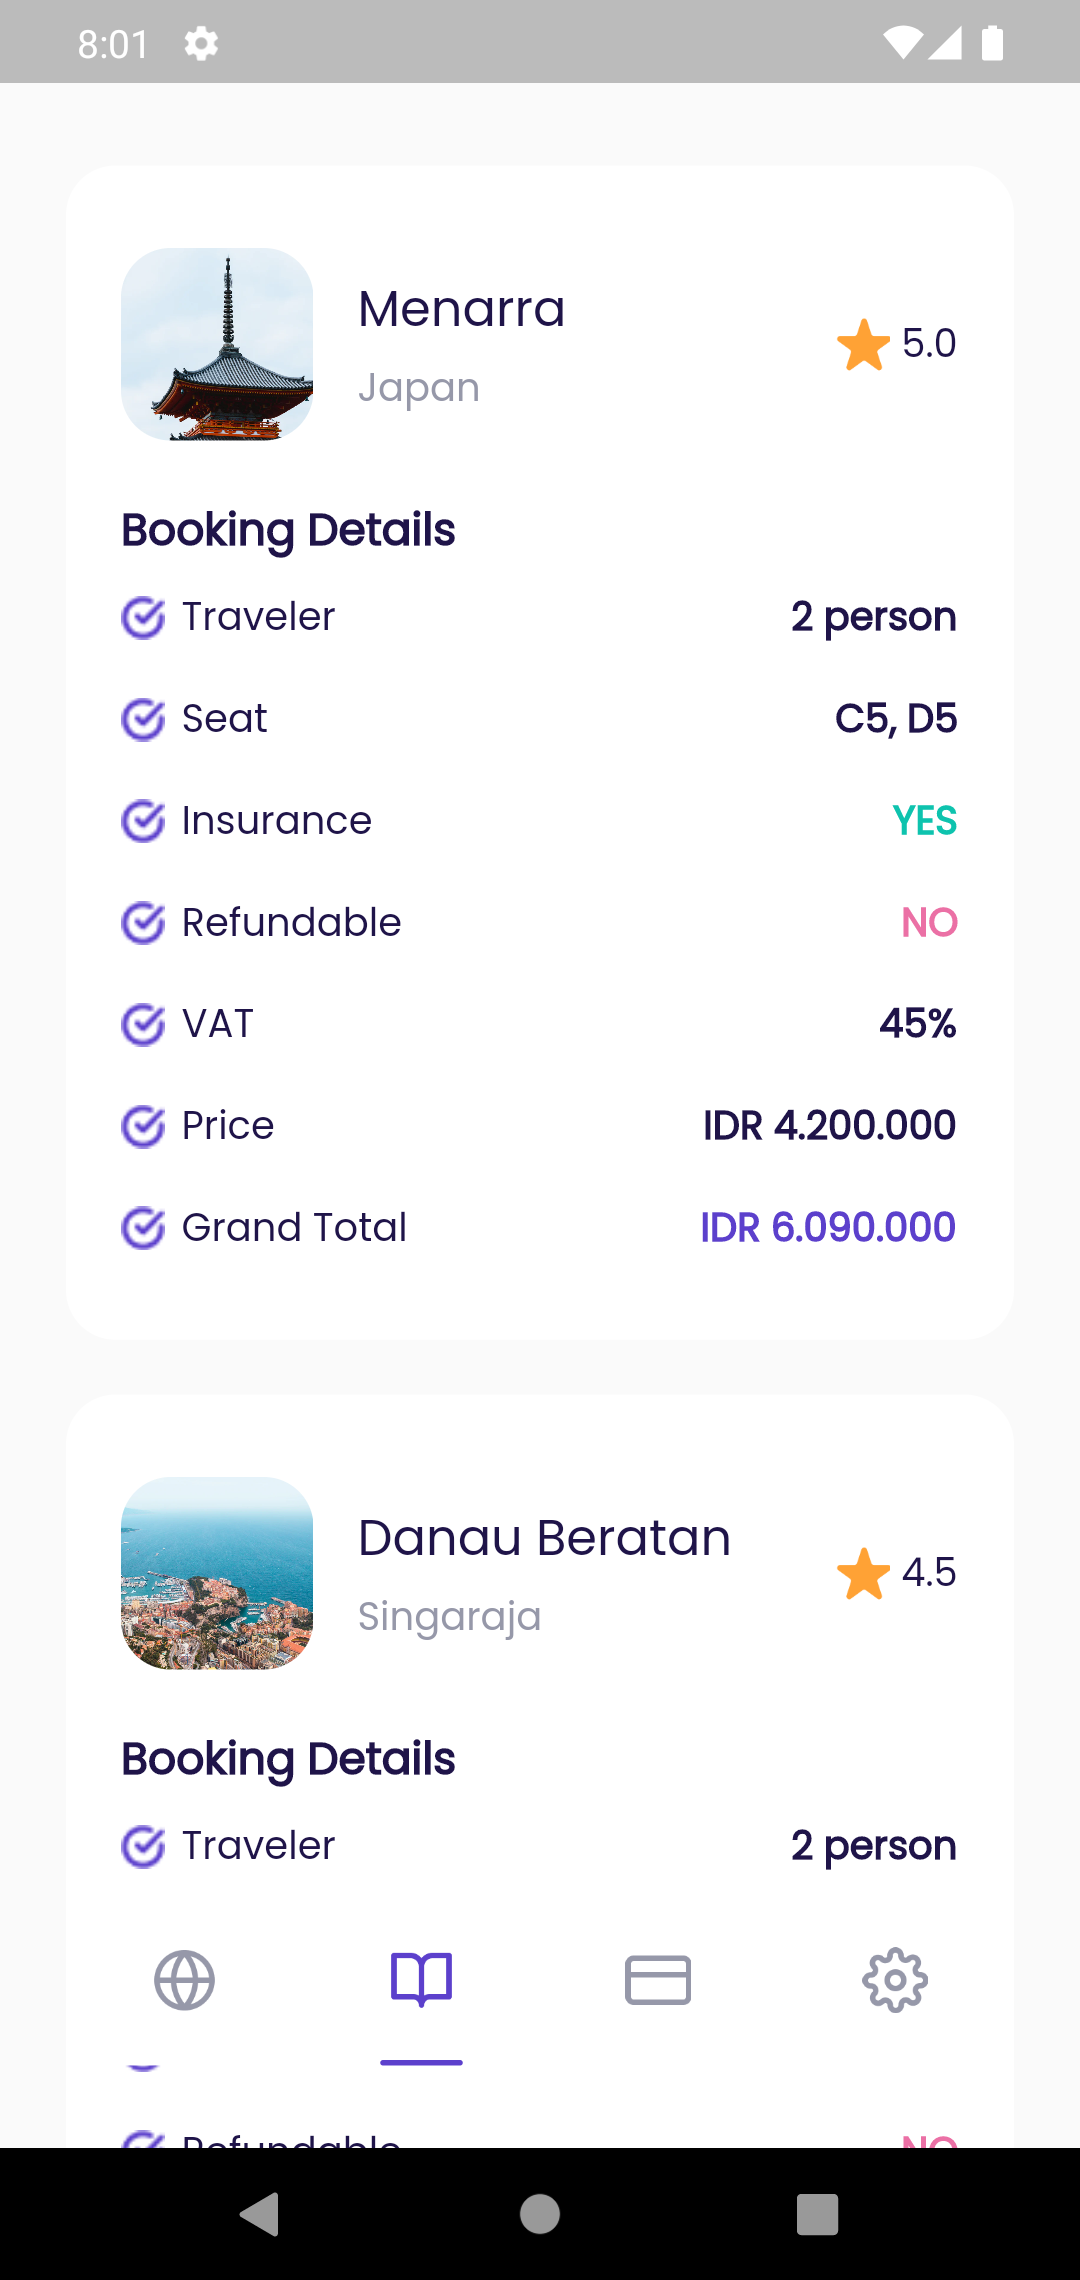 8:01
Menarra
Japan
5.0
Booking Details
Traveler 2 person
Seat C5, D5
Insurance YES
Refundable NO
VAT 45%
Price IDR 4.200.000
Grand Total IDR 6.090.000
Danau Beratan
Singaraja
4.5
Booking Details
Traveler 2 person
Refundable NO